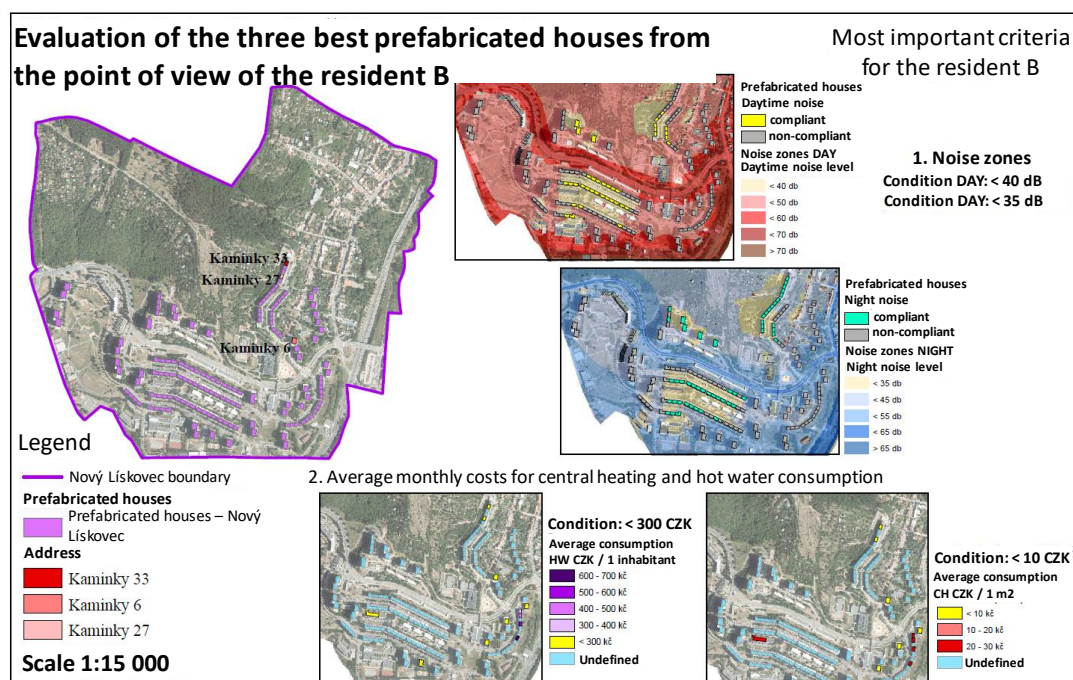 Evaluation of the three best prefabricated houses from
the point of view of the resident B
Most important criteria
for the resident B
Kaminky 33
Kaminky 27
Kaminky 6
Prefabricated houses
Daytime noise
compliant
non-compliant
Noise zones DAY
Daytime noise level
< 40 db
< 50 db
< 60 db
< 70 db
> 70 db
1. Noise zones
Condition DAY: < 40 dB
Condition DAY: < 35 dB
Prefabricated houses
Night noise
compliant
non-compliant
Noise zones NIGHT
Night noise level
< 35 db
< 45 db
< 55 db
< 65 db
> 65 db
Legend
Nový Lískovec boundary
Prefabricated houses
Prefabricated houses – Nový
Lískovec
Address
Kaminky 33
Kaminky 6
Kaminky 27
Scale 1:15 000
2. Average monthly costs for central heating and hot water consumption
Condition: < 300 CZK
Average consumption
HW CZK / 1 inhabitant
600 - 700 kč
500 - 600 kč
400 - 500 kč
300 - 400 kč
< 300 kč
Undefined
Condition: < 10 CZK
Average consumption
CH CZK / 1 m2
< 10 kč
10 - 20 kč
20 - 30 kč
Undefined